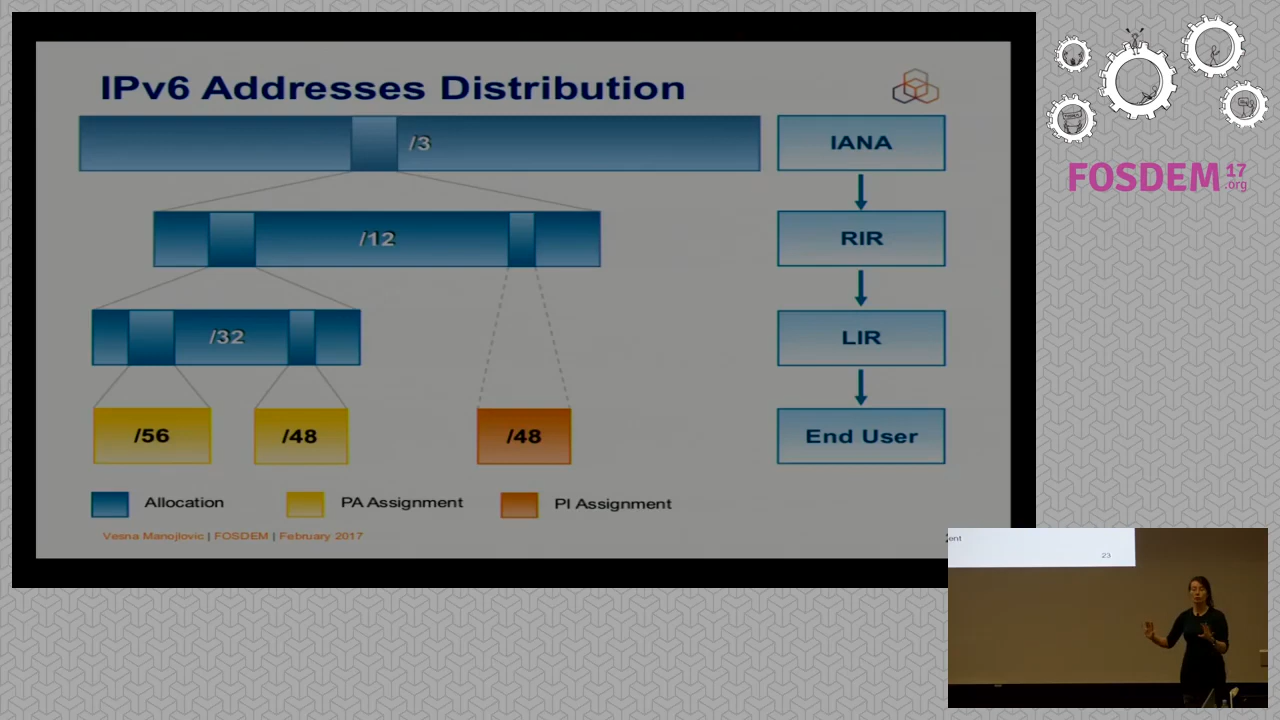 IPv6 Addresses Distribution
/3
IANA
/12
RIR
/32
LIR
/56
/48
/48
End User
Allocation
PA Assignment
PI Assignment
Vesna Manojlovic | FOSDEM | February 2017
FOSDEM 17
.org
ent
23